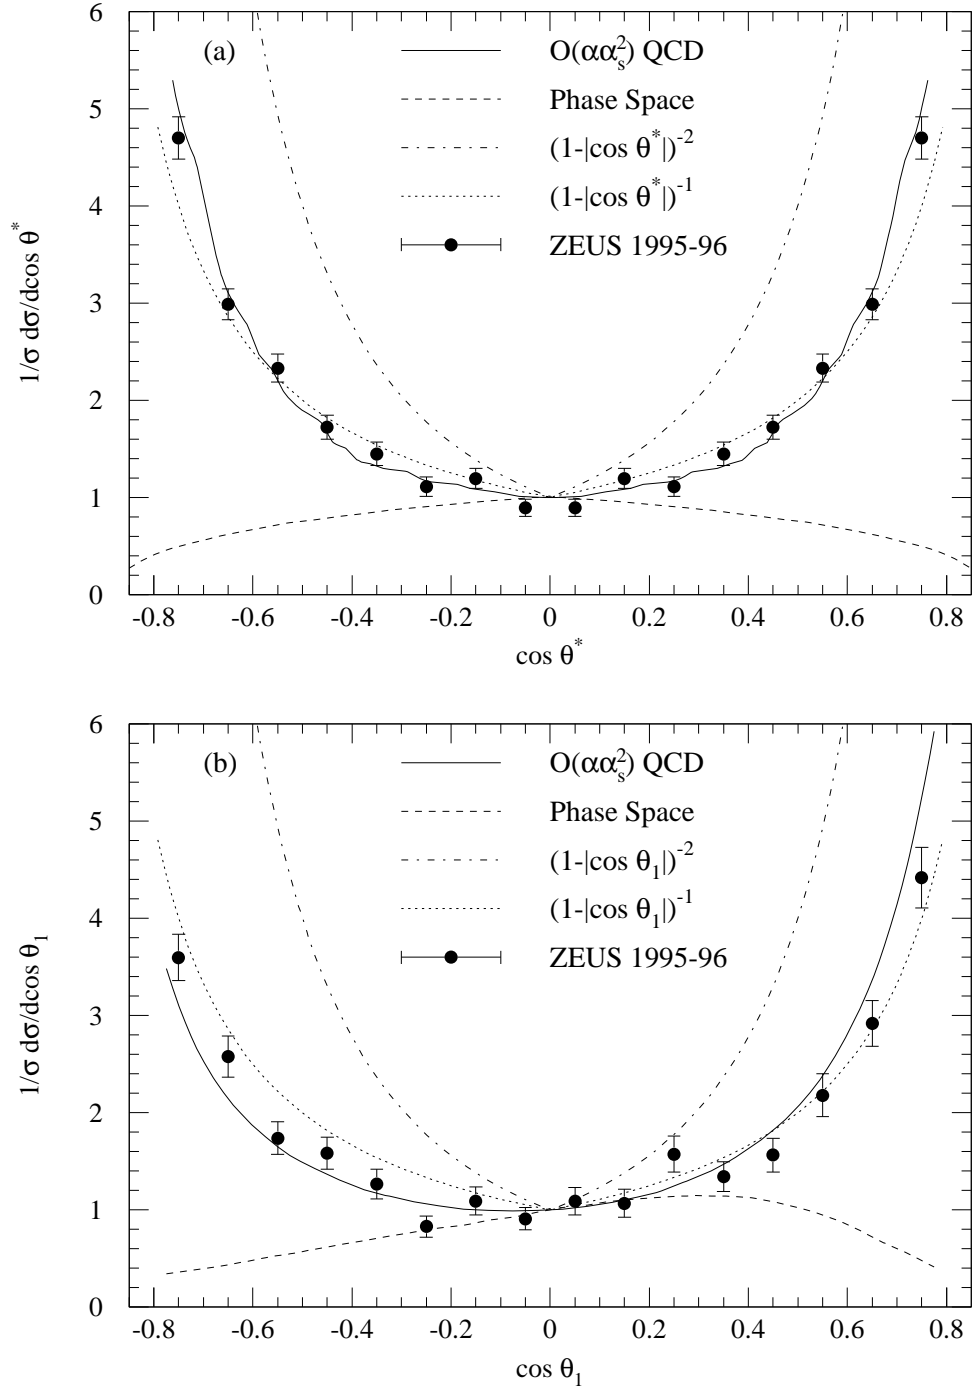 6
(a)
O(αα_s^2) QCD
Phase Space
5
(1-|cos θ*|)^-2
(1-|cos θ*|)^-1
4
ZEUS 1995-96
3
2
1
0
1/σ dσ/dcos θ*
-0.8 -0.6 -0.4 -0.2 0 0.2 0.4 0.6 0.8
cos θ*
6
(b)
O(αα_s^2) QCD
Phase Space
5
(1-|cos θ_1|)^-2
(1-|cos θ_1|)^-1
4
ZEUS 1995-96
3
2
1
0
1/σ dσ/dcos θ_1
-0.8 -0.6 -0.4 -0.2 0 0.2 0.4 0.6 0.8
cos θ_1